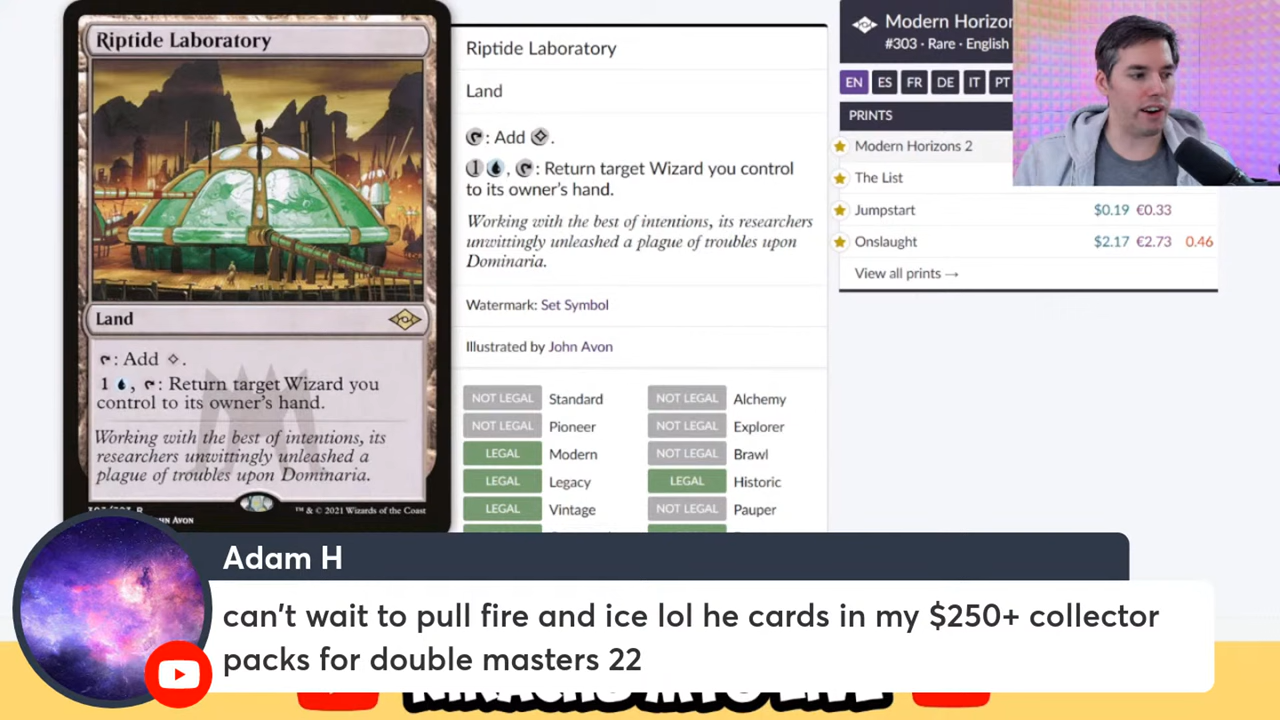 Riptide Laboratory
Land
: Add .
1 , : Return target Wizard you
control to its owner's hand.
Working with the best of intentions, its
researchers unwittingly unleashed a
plague of troubles upon Dominaria.
™ & © 2021 Wizards of the Coast
Riptide Laboratory
Land
: Add .
1 , : Return target Wizard you control
to its owner's hand.
Working with the best of intentions, its researchers
unwittingly unleashed a plague of troubles upon
Dominaria.
Watermark: Set Symbol
Illustrated by John Avon
NOT LEGAL Standard NOT LEGAL Alchemy
NOT LEGAL Pioneer NOT LEGAL Explorer
LEGAL Modern NOT LEGAL Brawl
LEGAL Legacy LEGAL Historic
LEGAL Vintage NOT LEGAL Pauper
Modern Horizon
#303 · Rare · English
EN ES FR DE IT PT
PRINTS
Modern Horizons 2
The List
Jumpstart $0.19 €0.33
Onslaught $2.17 €2.73 0.46
View all prints →
Adam H
can't wait to pull fire and ice lol he cards in my $250+ collector
packs for double masters 22